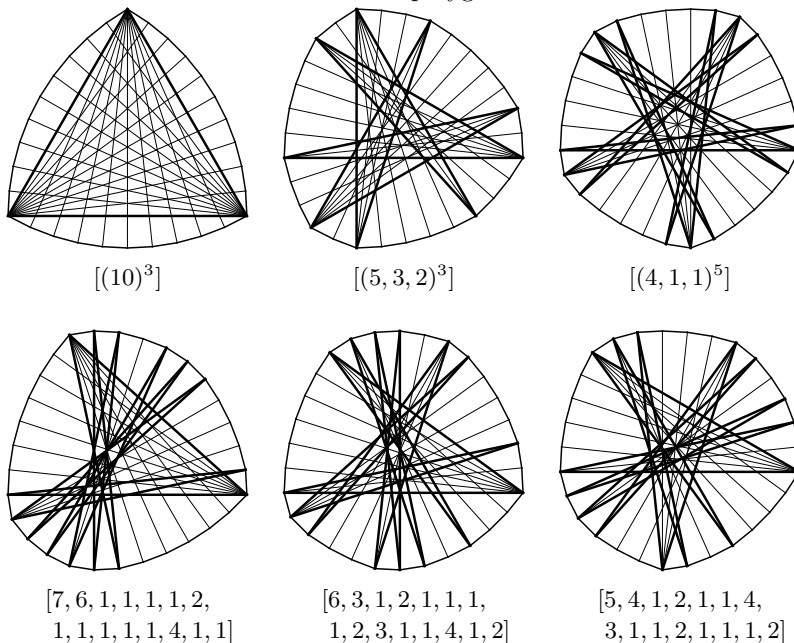 [(10)^3] [(5, 3, 2)^3] [(4, 1, 1)^5]
[7, 6, 1, 1, 1, 1, 2,
1, 1, 1, 1, 1, 4, 1, 1]
[6, 3, 1, 2, 1, 1, 1,
1, 2, 3, 1, 1, 4, 1, 2]
[5, 4, 1, 2, 1, 1, 4,
3, 1, 1, 2, 1, 1, 1, 2]